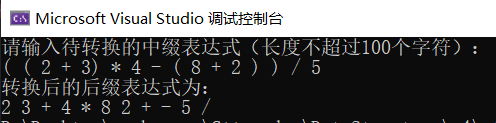 Microsoft Visual Studio 调试控制台
请输入待转换的中缀表达式（长度不超过100个字符）：
( ( 2 + 3) * 4 - ( 8 + 2 ) ) / 5
转换后的后缀表达式为：
2 3 + 4 * 8 2 + - 5 /